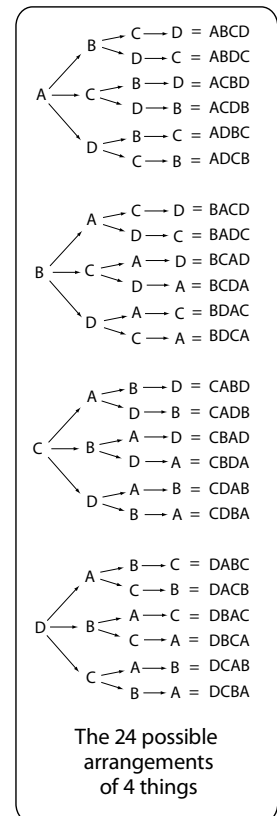 B C D = ABCD
D C = ABDC
A C B D = ACBD
D B = ACDB
D B C = ADBC
C B = ADCB
A C D = BACD
D C = BADC
B C A D = BCAD
D A = BCDA
D A C = BDAC
C A = BDCA
A B D = CABD
D B = CADB
C B A D = CBAD
D A = CBDA
D A B = CDAB
B A = CDBA
A B C = DABC
C B = DACB
D B A C = DBAC
C A = DBCA
C A B = DCAB
B A = DCBA
The 24 possible
arrangements
of 4 things